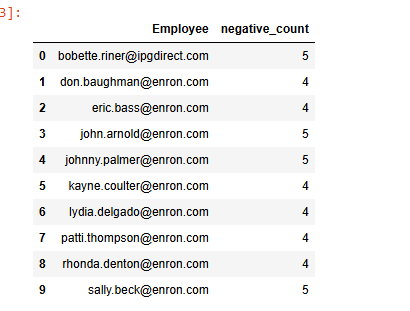 3]:
Employee negative_count
0 bobette.riner@ipgdirect.com 5
1 don.baughman@enron.com 4
2 eric.bass@enron.com 4
3 john.arnold@enron.com 5
4 johnny.palmer@enron.com 5
5 kayne.coulter@enron.com 4
6 lydia.delgado@enron.com 4
7 patti.thompson@enron.com 4
8 rhonda.denton@enron.com 4
9 sally.beck@enron.com 5